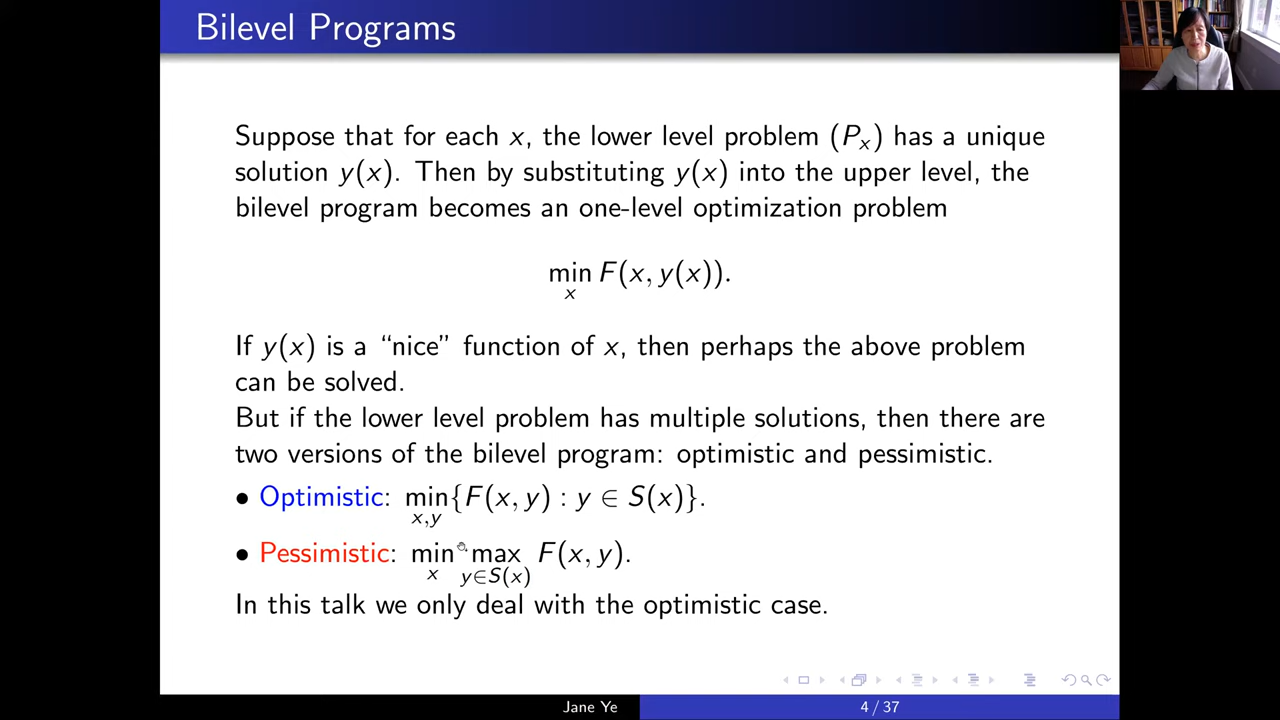 Bilevel Programs
Suppose that for each x, the lower level problem (Pₓ) has a unique
solution y(x). Then by substituting y(x) into the upper level, the
bilevel program becomes an one-level optimization problem
min F(x, y(x)).
x
If y(x) is a “nice” function of x, then perhaps the above problem
can be solved.
But if the lower level problem has multiple solutions, then there are
two versions of the bilevel program: optimistic and pessimistic.
• Optimistic: min{F(x, y) : y ∈ S(x)}.
x,y
• Pessimistic: min max F(x, y).
x y∈S(x)
In this talk we only deal with the optimistic case.
Jane Ye 4 / 37